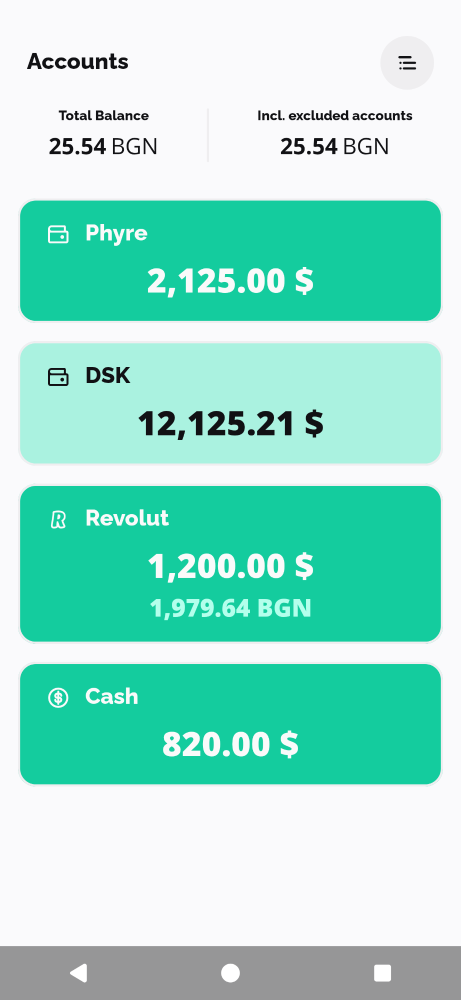 Accounts
Total Balance
25.54 BGN
Incl. excluded accounts
25.54 BGN
Phyre
2,125.00 $
DSK
12,125.21 $
Revolut
1,200.00 $
1,979.64 BGN
Cash
820.00 $